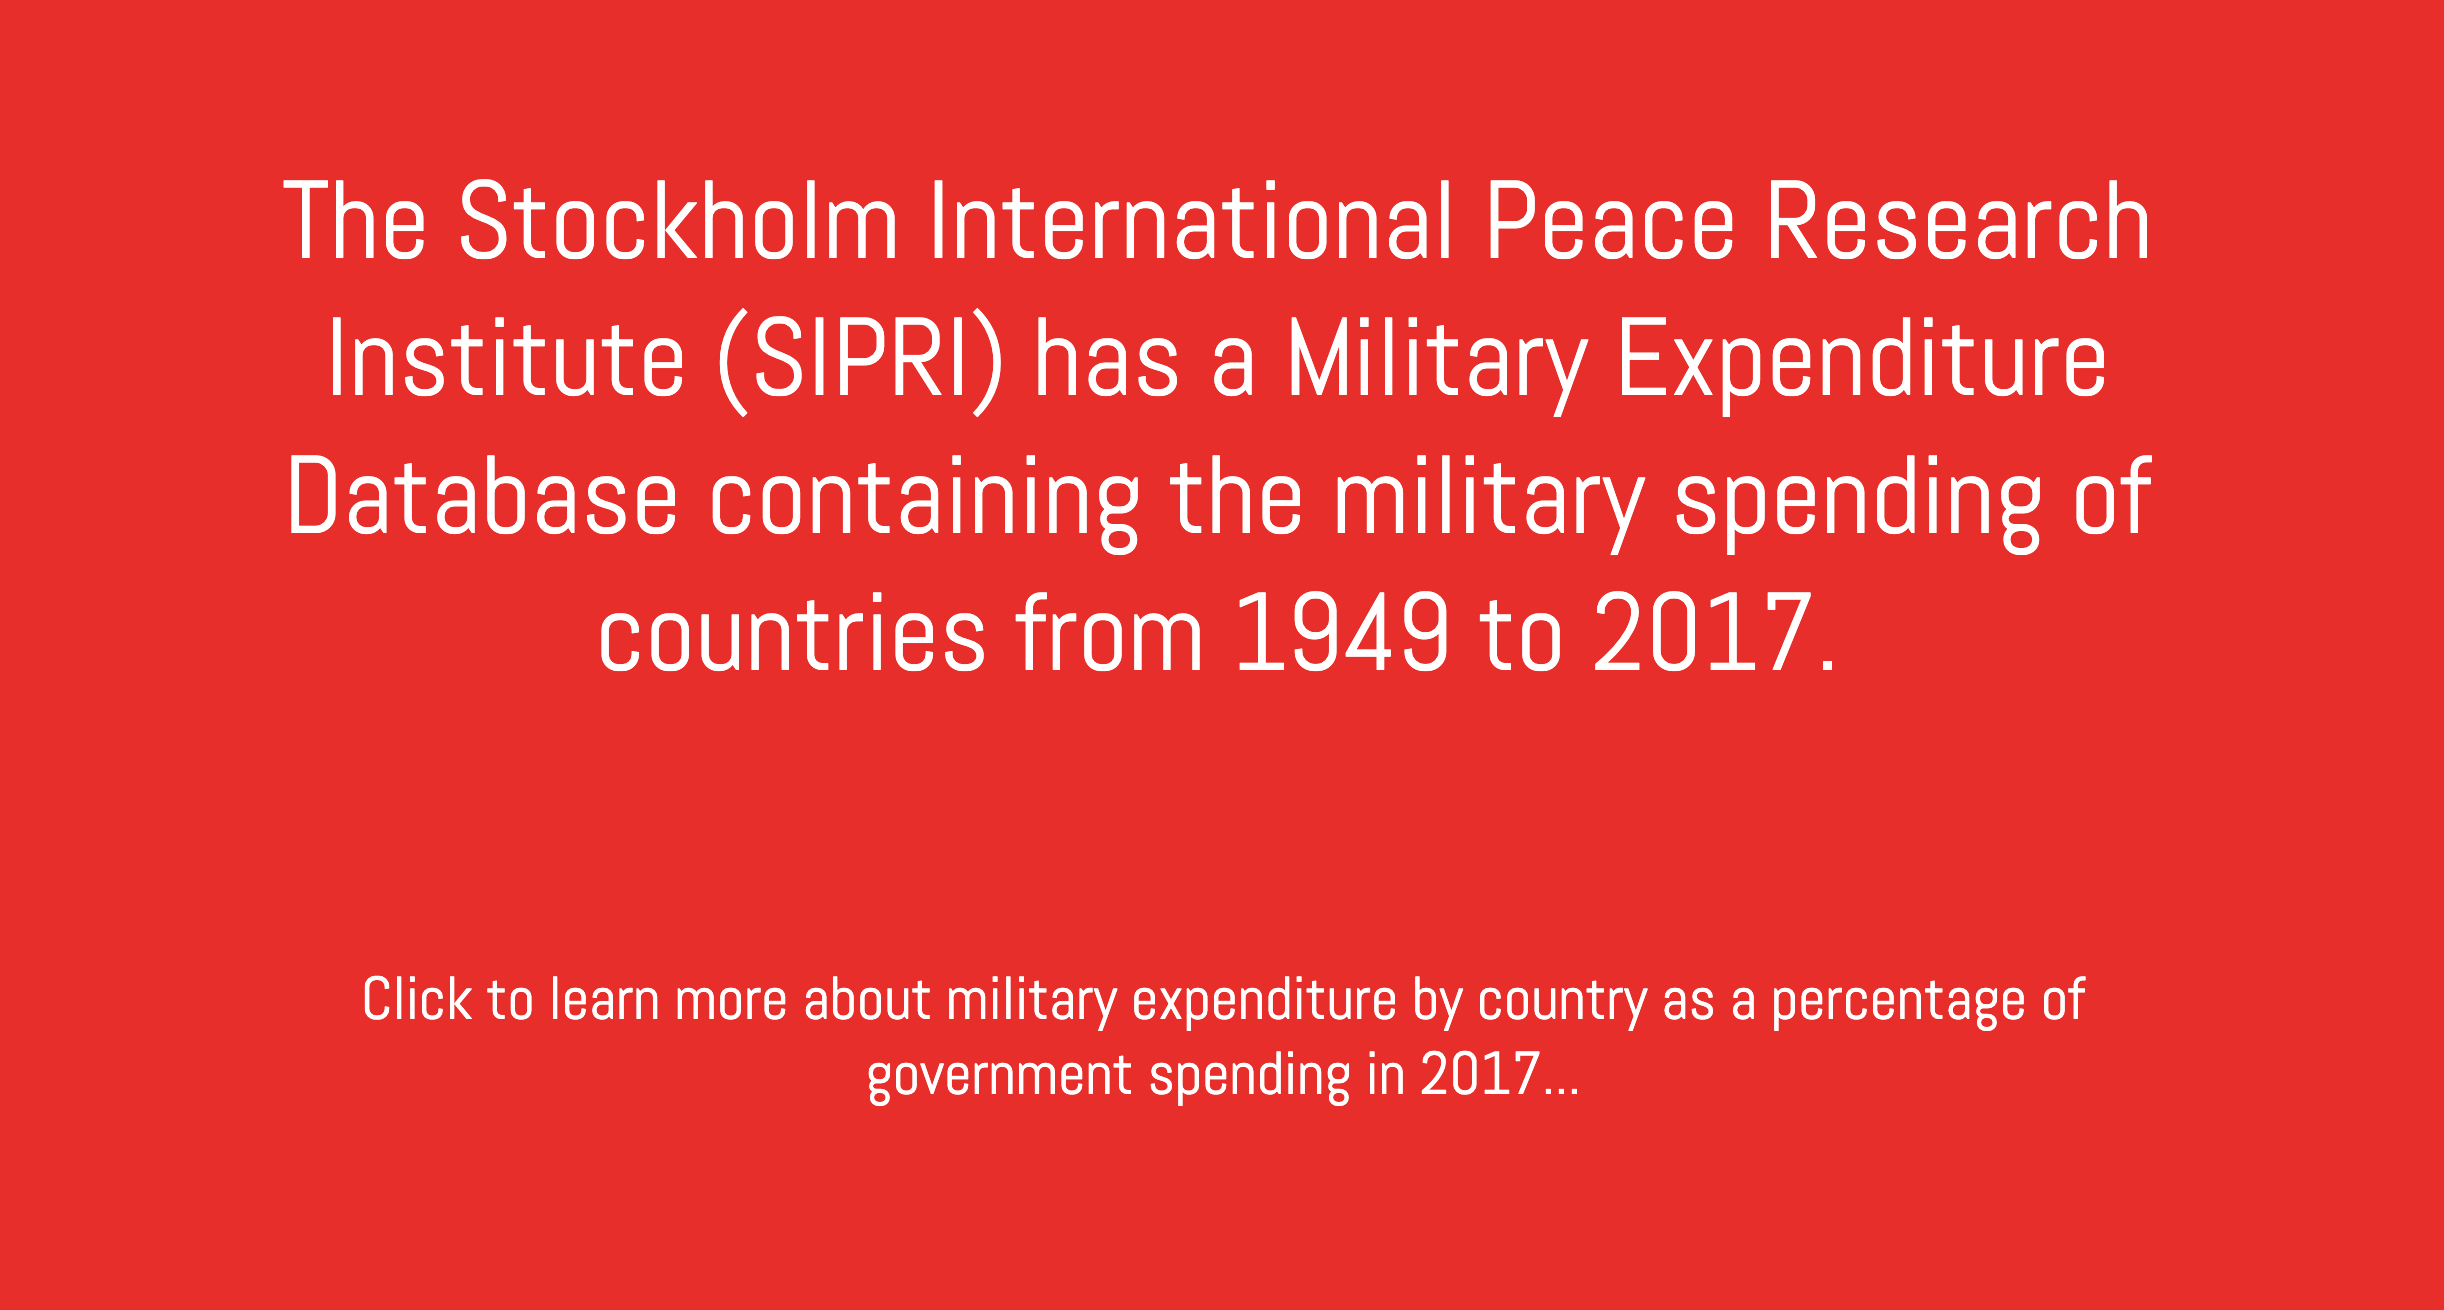 The Stockholm International Peace Research
Institute (SIPRI) has a Military Expenditure
Database containing the military spending of
countries from 1949 to 2017.
Click to learn more about military expenditure by country as a percentage of
government spending in 2017...